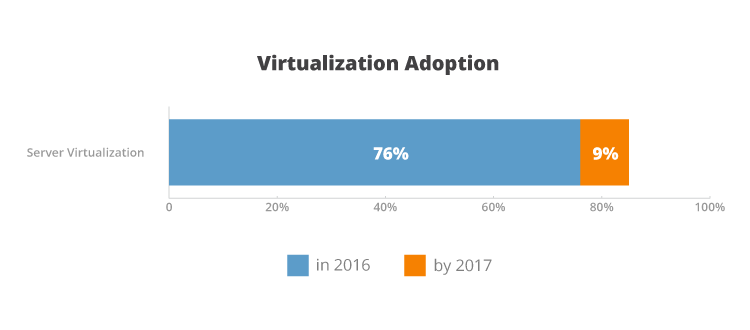 Virtualization Adoption
Server Virtualization
76%
9%
0 20% 40% 60% 80% 100%
in 2016 by 2017